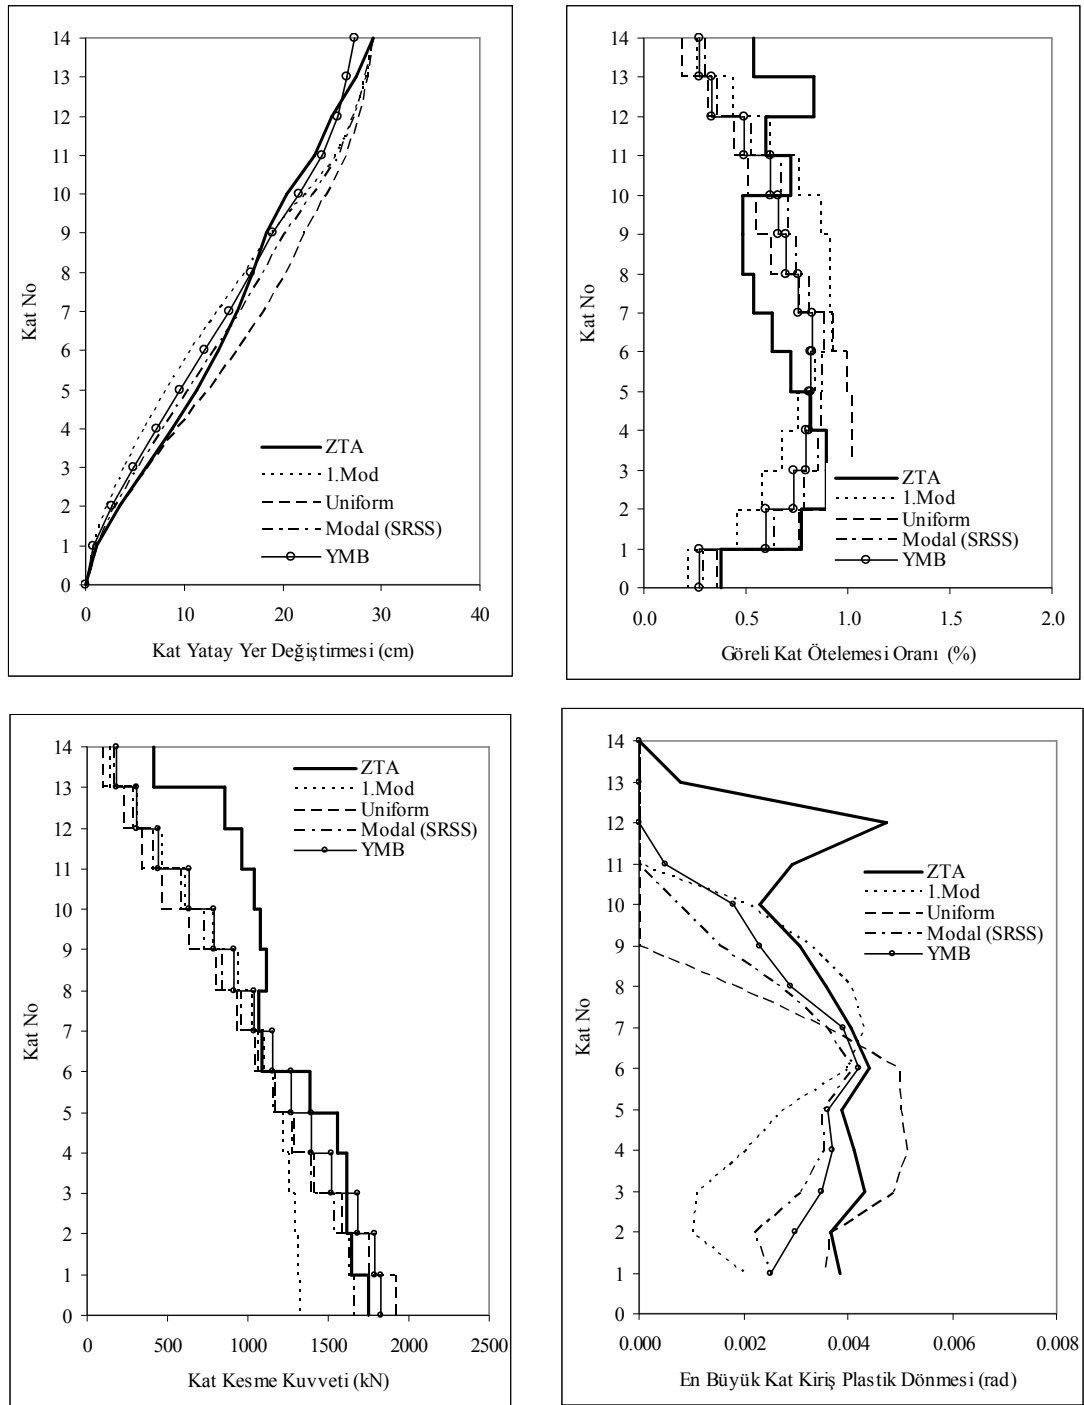 14
13
12
11
10
9
8
7
6
5
4
3
2
1
0
Kat No
ZTA
1.Mod
Uniform
Modal (SRSS)
YMB
0 10 20 30 40
Kat Yatay Yer Değiştirmesi (cm)
14
13
12
11
10
9
8
7
6
5
4
3
2
1
0
Kat No
ZTA
1.Mod
Uniform
Modal (SRSS)
YMB
0.0 0.5 1.0 1.5 2.0
Göreli Kat Ötelemesi Oranı (%)
14
13
12
11
10
9
8
7
6
5
4
3
2
1
0
Kat No
ZTA
1.Mod
Uniform
Modal (SRSS)
YMB
0 500 1000 1500 2000 2500
Kat Kesme Kuvveti (kN)
14
13
12
11
10
9
8
7
6
5
4
3
2
1
0
Kat No
ZTA
1.Mod
Uniform
Modal (SRSS)
YMB
0.000 0.002 0.004 0.006 0.008
En Büyük Kat Kiriş Plastik Dönmesi (rad)